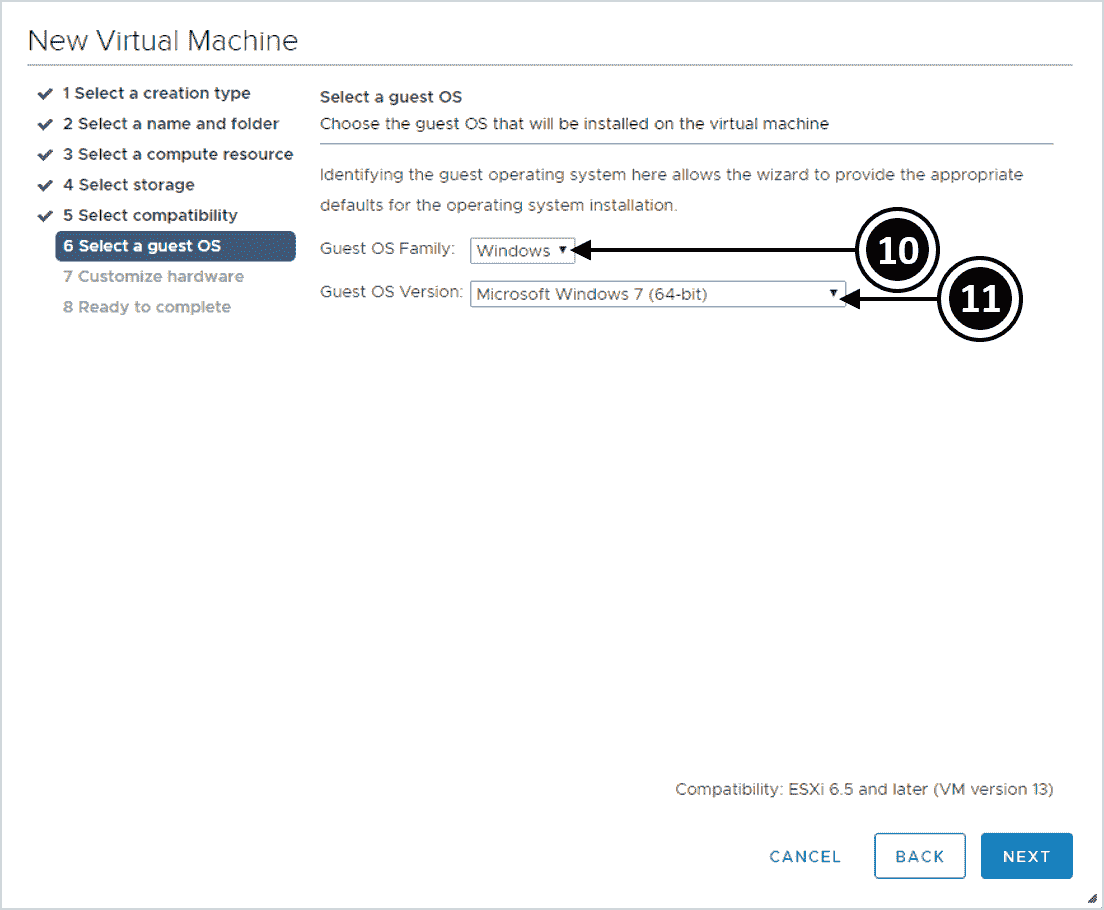 New Virtual Machine
1 Select a creation type
2 Select a name and folder
3 Select a compute resource
4 Select storage
5 Select compatibility
6 Select a guest OS
7 Customize hardware
8 Ready to complete
Select a guest OS
Choose the guest OS that will be installed on the virtual machine
Identifying the guest operating system here allows the wizard to provide the appropriate
defaults for the operating system installation.
Guest OS Family: Windows
10
Guest OS Version: Microsoft Windows 7 (64-bit)
11
Compatibility: ESXi 6.5 and later (VM version 13)
CANCEL BACK NEXT